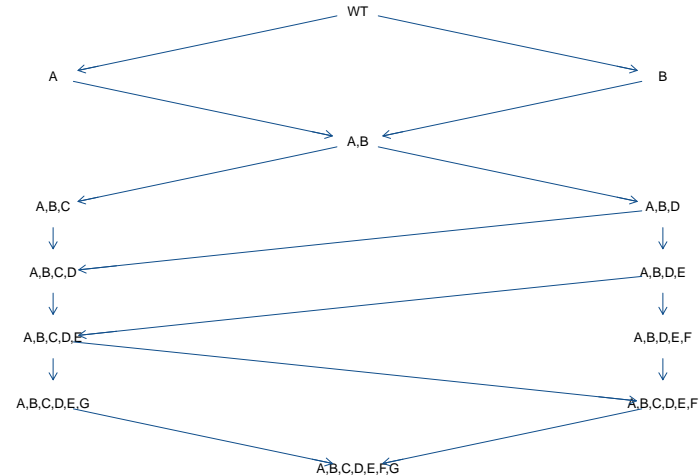 WT
A
B
A,B
A,B,C
A,B,D
A,B,C,D
A,B,D,E
A,B,C,D,E
A,B,D,E,F
A,B,C,D,E,G
A,B,C,D,E,F
A,B,C,D,E,F,G